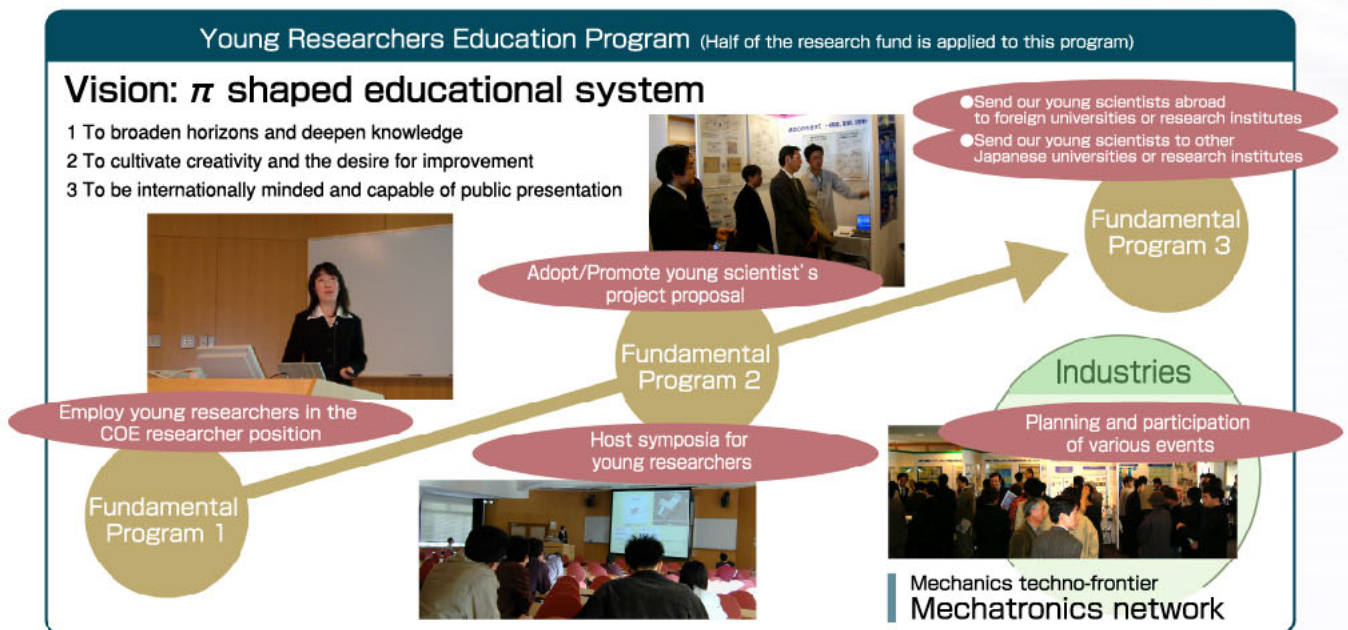 Young Researchers Education Program (Half of the research fund is applied to this program)
Vision: π shaped educational system
1 To broaden horizons and deepen knowledge
2 To cultivate creativity and the desire for improvement
3 To be internationally minded and capable of public presentation
●Send our young scientists abroad
to foreign universities or research institutes
●Send our young scientists to other
Japanese universities or research institutes
Fundamental
Program 3
Adopt/Promote young scientist's
project proposal
Fundamental
Program 2
Host symposia for
young researchers
Employ young researchers in the
COE researcher position
Fundamental
Program 1
Industries
Planning and participation
of various events
Mechanics techno-frontier
Mechatronics network